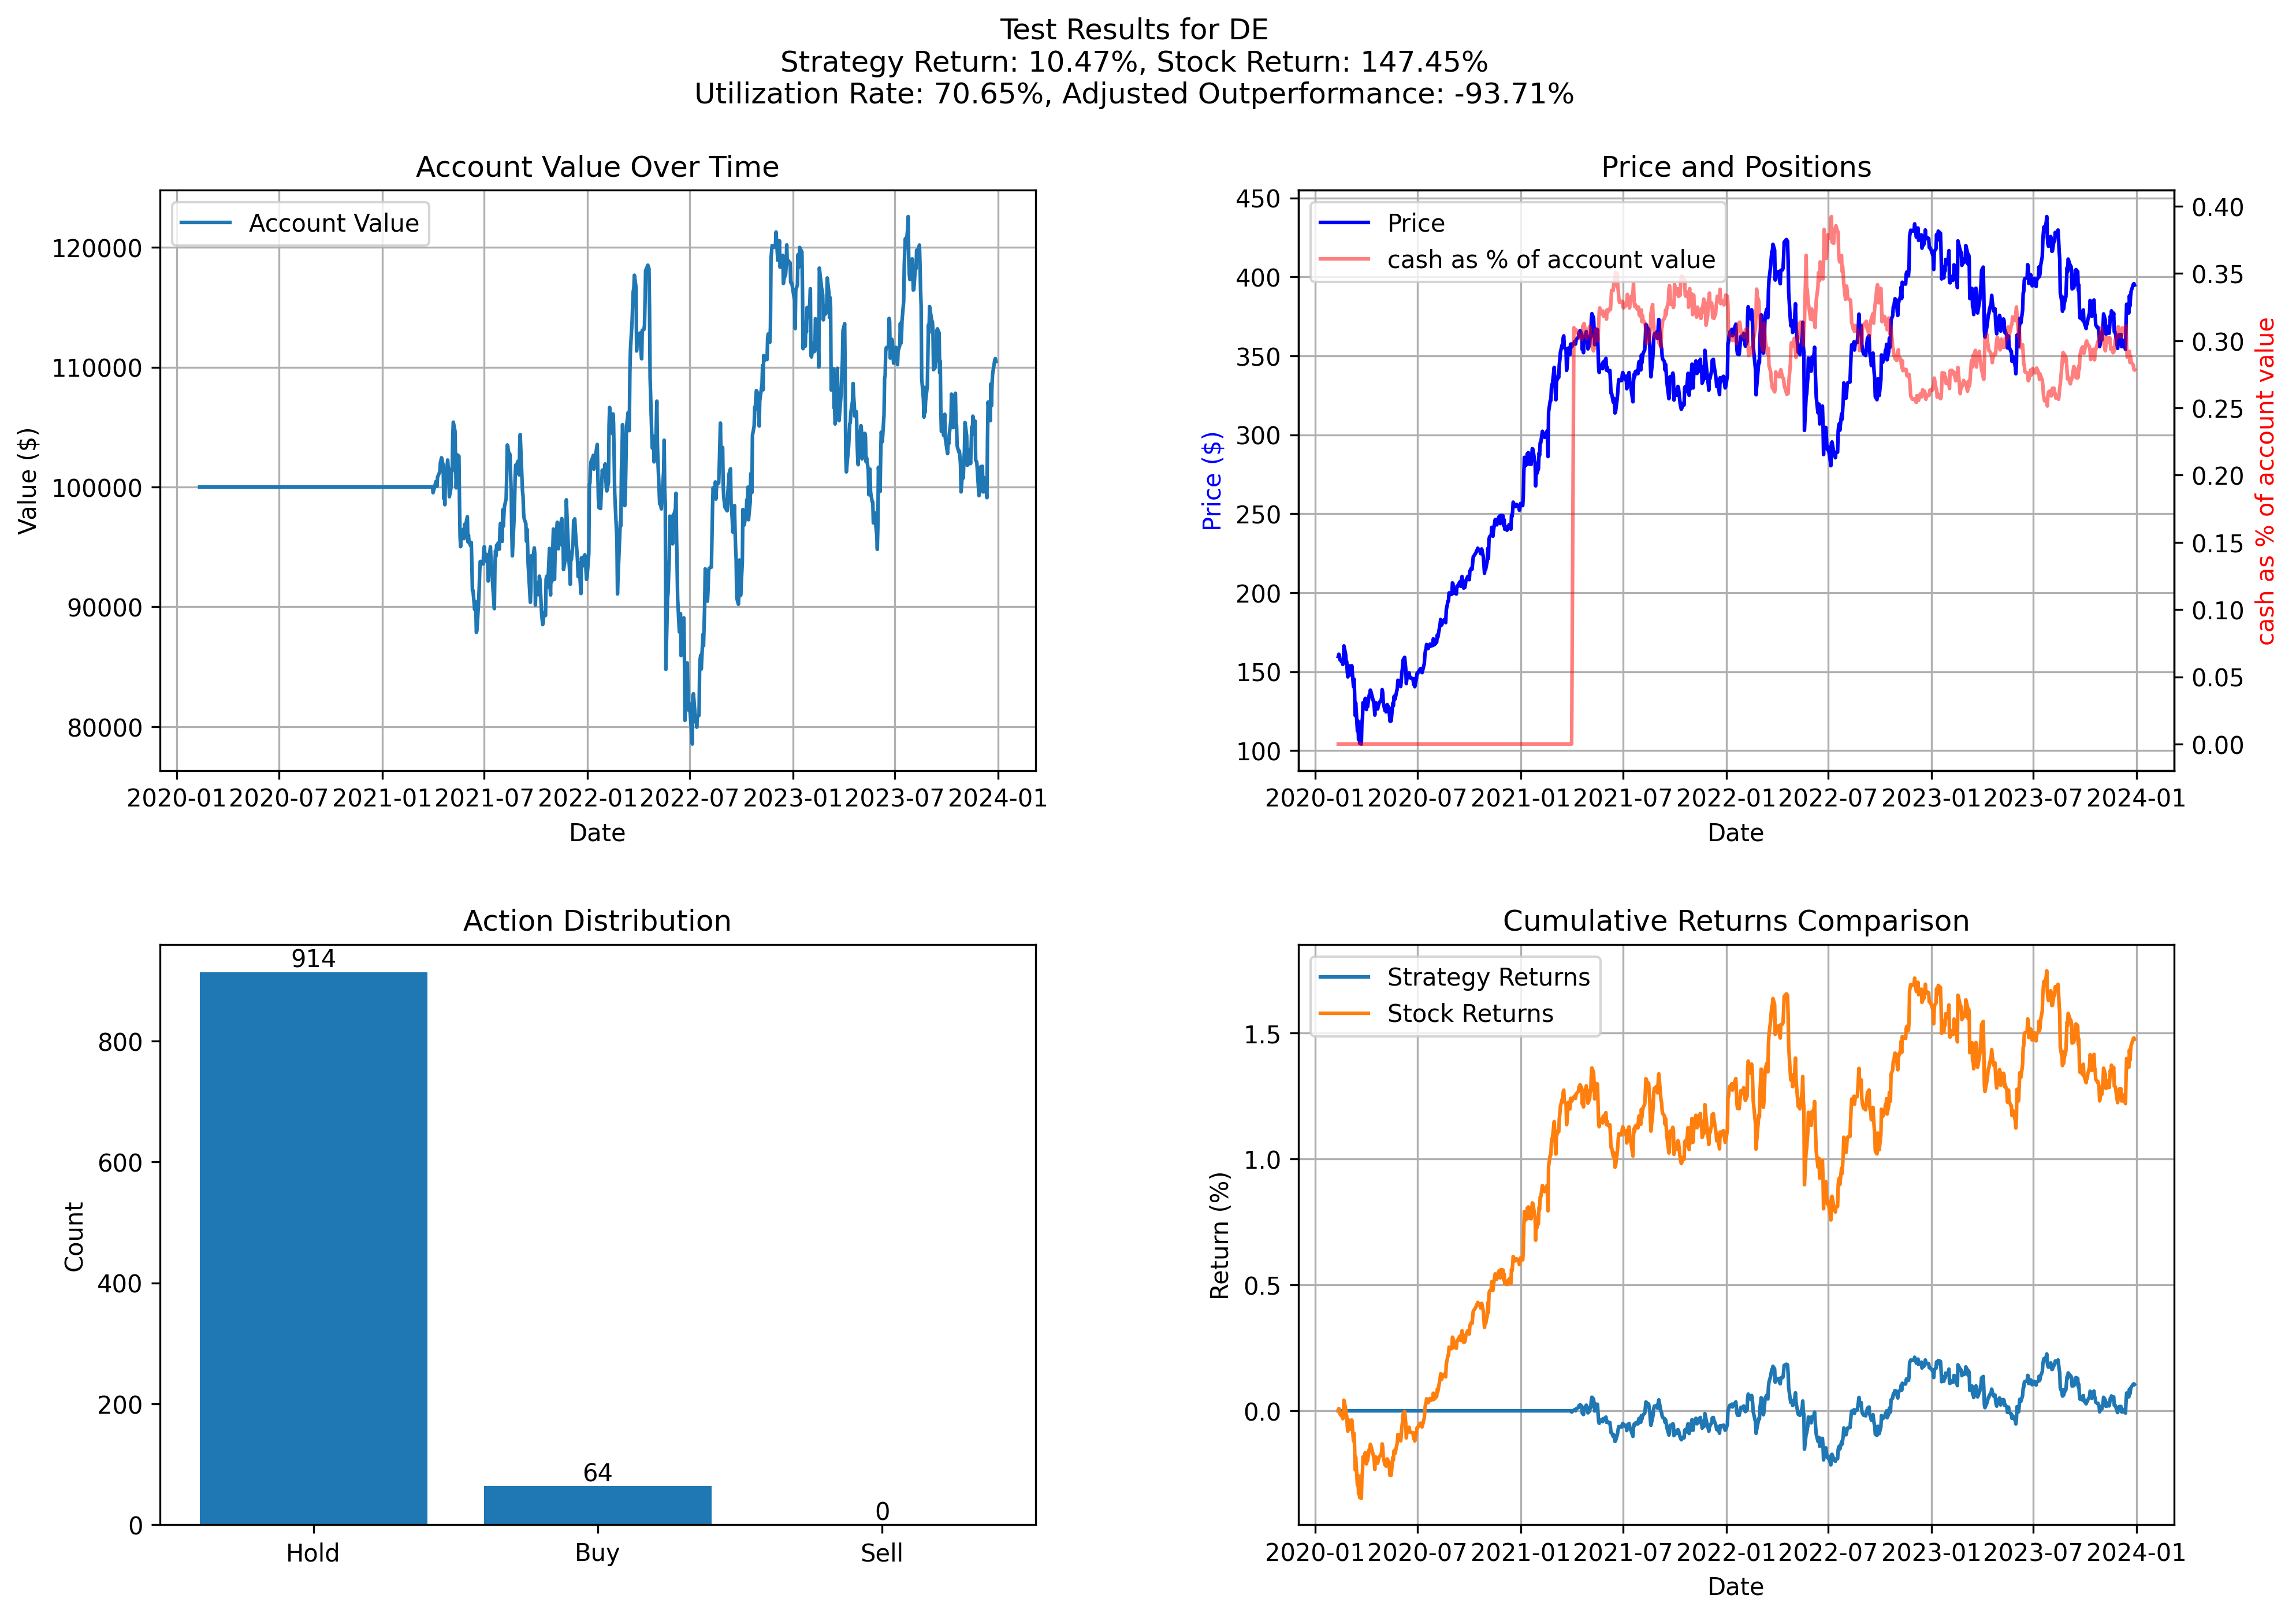 Test Results for DE
Strategy Return: 10.47%, Stock Return: 147.45%
Utilization Rate: 70.65%, Adjusted Outperformance: -93.71%
Account Value Over Time
Account Value
Value ($)
120000
110000
100000
90000
80000
2020-01 2020-07 2021-01 2021-07 2022-01 2022-07 2023-01 2023-07 2024-01
Date
Price and Positions
Price
cash as % of account value
Price ($)
450
400
350
300
250
200
150
100
0.40
0.35
0.30
0.25
0.20
0.15
0.10
0.05
0.00
cash as % of account value
2020-01 2020-07 2021-01 2021-07 2022-01 2022-07 2023-01 2023-07 2024-01
Date
Action Distribution
Count
800
600
400
200
0
914
64
0
Hold Buy Sell
Cumulative Returns Comparison
Strategy Returns
Stock Returns
Return (%)
1.5
1.0
0.5
0.0
2020-01 2020-07 2021-01 2021-07 2022-01 2022-07 2023-01 2023-07 2024-01
Date